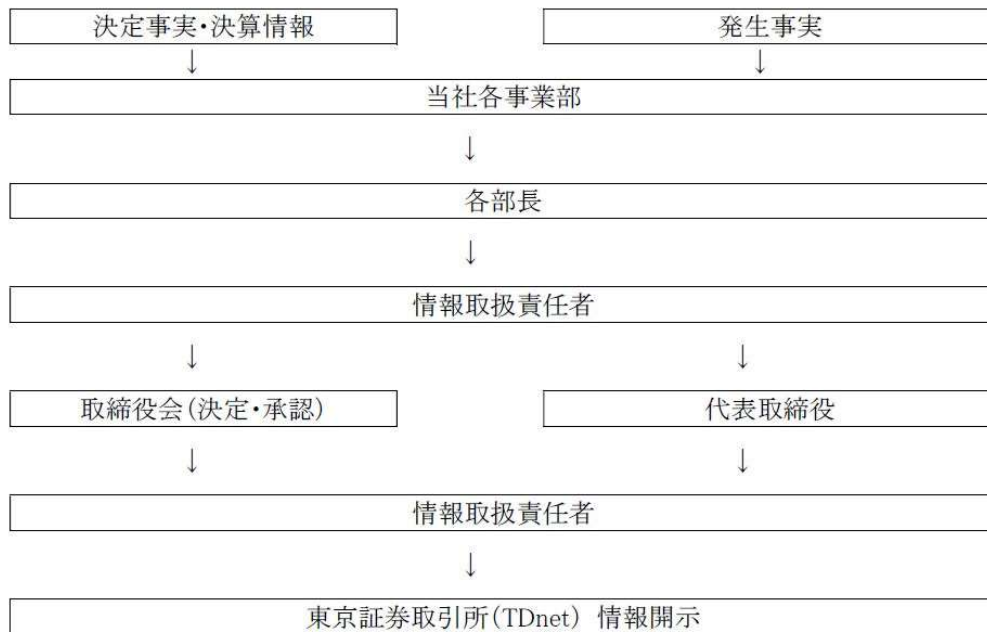 決定事実・決算情報 発生事実
↓ ↓
当社各事業部
↓
各部長
↓
情報取扱責任者
↓ ↓
取締役会(決定・承認) 代表取締役
↓ ↓
情報取扱責任者
↓
東京証券取引所(TDnet) 情報開示